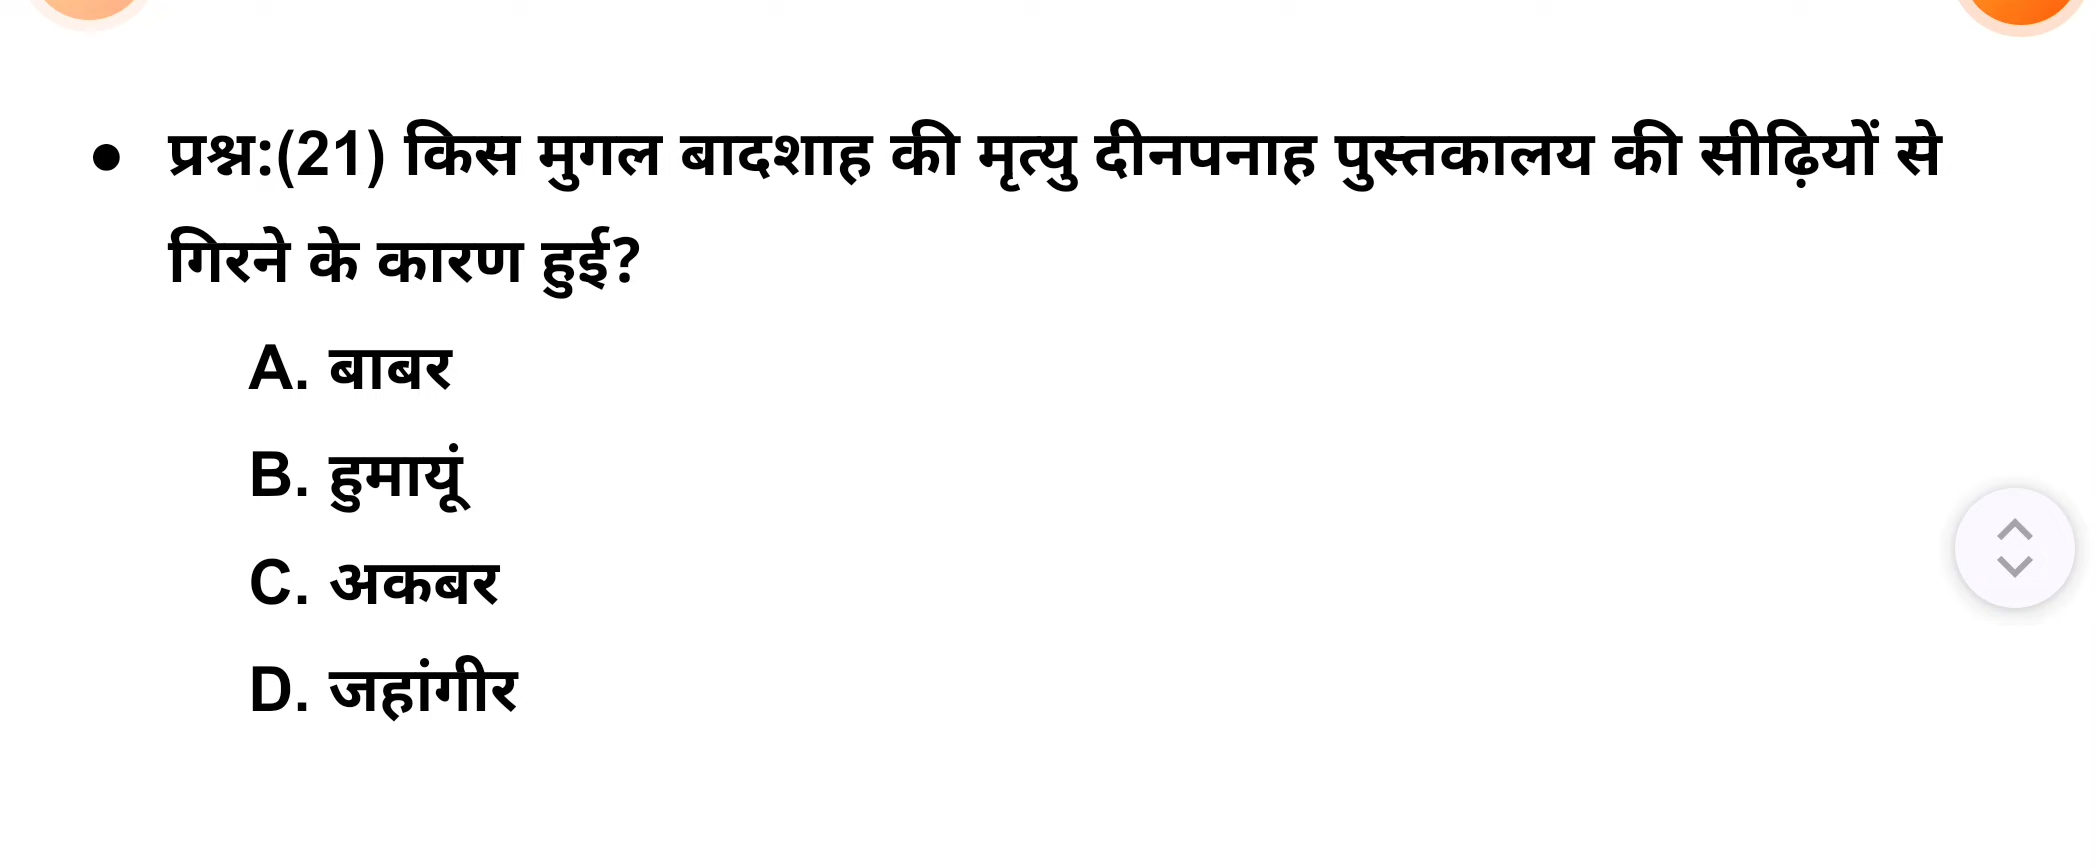 ● प्रश्न:(21) किस मुगल बादशाह की मृत्यु दीनपनाह पुस्तकालय की सीढ़ियों से
गिरने के कारण हुई?
A. बाबर
B. हुमायूं
C. अकबर
D. जहांगीर